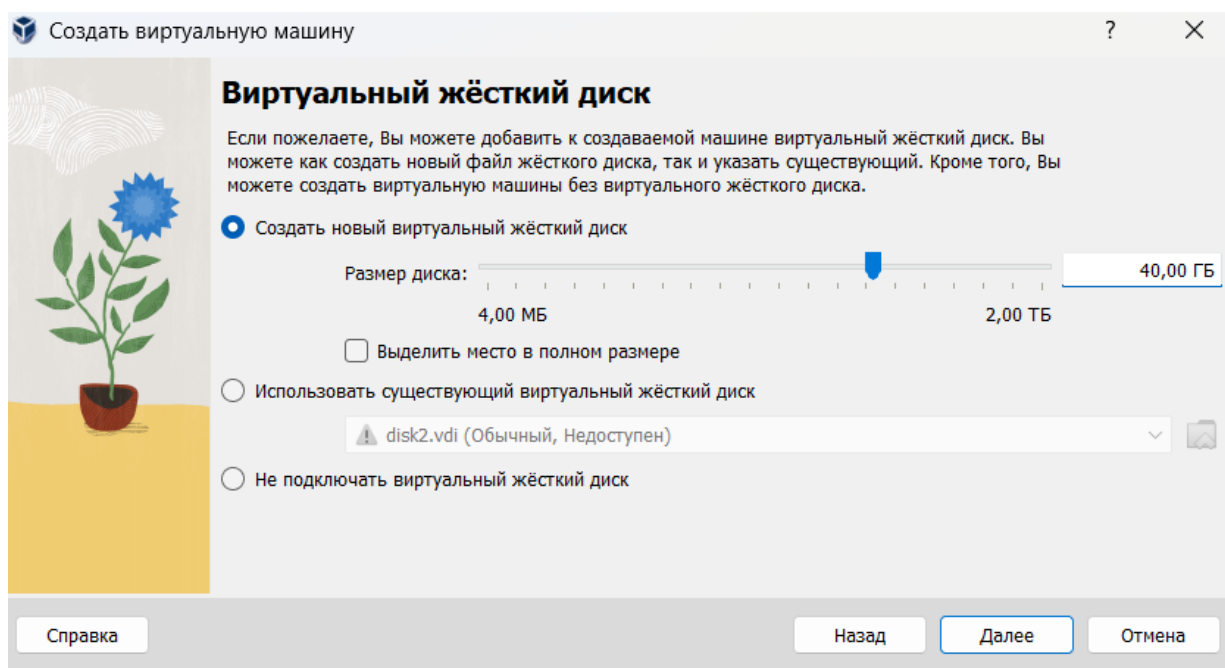 Создать виртуальную машину
?
Виртуальный жёсткий диск
Если пожелаете, Вы можете добавить к создаваемой машине виртуальный жёсткий диск. Вы
можете как создать новый файл жёсткого диска, так и указать существующий. Кроме того, Вы
можете создать виртуальную машины без виртуального жёсткого диска.
Создать новый виртуальный жёсткий диск
Размер диска: 40,00 ГБ
4,00 МБ 2,00 ТБ
Выделить место в полном размере
Использовать существующий виртуальный жёсткий диск
disk2.vdi (Обычный, Недоступен)
Не подключать виртуальный жёсткий диск
Справка Назад Далее Отмена